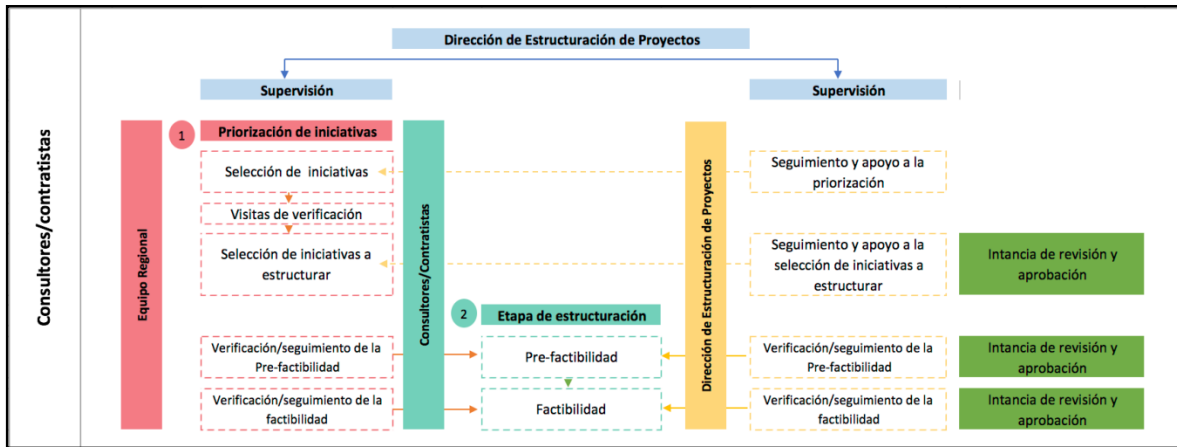 Dirección de Estructuración de Proyectos
Supervisión
Supervisión
Consultores/contratistas
Equipo Regional
1
Priorización de iniciativas
Selección de iniciativas
Visitas de verificación
Selección de iniciativas a
estructurar
Verificación/seguimiento de la
Pre-factibilidad
Verificación/seguimiento de la
factibilidad
Consultores/Contratistas
2
Etapa de estructuración
Pre-factibilidad
Factibilidad
Dirección de Estructuración de Proyectos
Seguimiento y apoyo a la
priorización
Seguimiento y apoyo a la
selección de iniciativas a
estructurar
Intancia de revisión y
aprobación
Verificación/seguimiento de la
Pre-factibilidad
Intancia de revisión y
aprobación
Verificación/seguimiento de la
factibilidad
Intancia de revisión y
aprobación